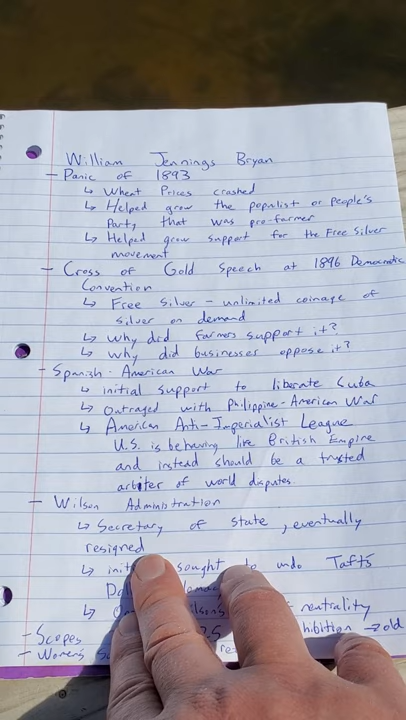 William Jennings Bryan
- Panic of 1893
↳ Wheat Prices crashed
↳ Helped grow the populist or People's
Party that was pro-farmer
↳ Helped grow support for the Free Silver
movement
- Cross of Gold Speech at 1896 Democratic
Convention
↳ Free Silver - unlimited coinage of
silver on demand
↳ Why did farmers support it?
↳ Why did businesses oppose it?
- Spanish-American War
↳ initial support to liberate Cuba
↳ Outraged with Philippine-American War
↳ American Anti-Imperialist League
U.S. is behaving like British Empire
and instead should be a trusted
arbiter of world disputes.
- Wilson Administration
↳ Secretary of State, eventually
resigned
↳ sought to undo Taft's
↳ neutrality
- Scopes → old
- Women's